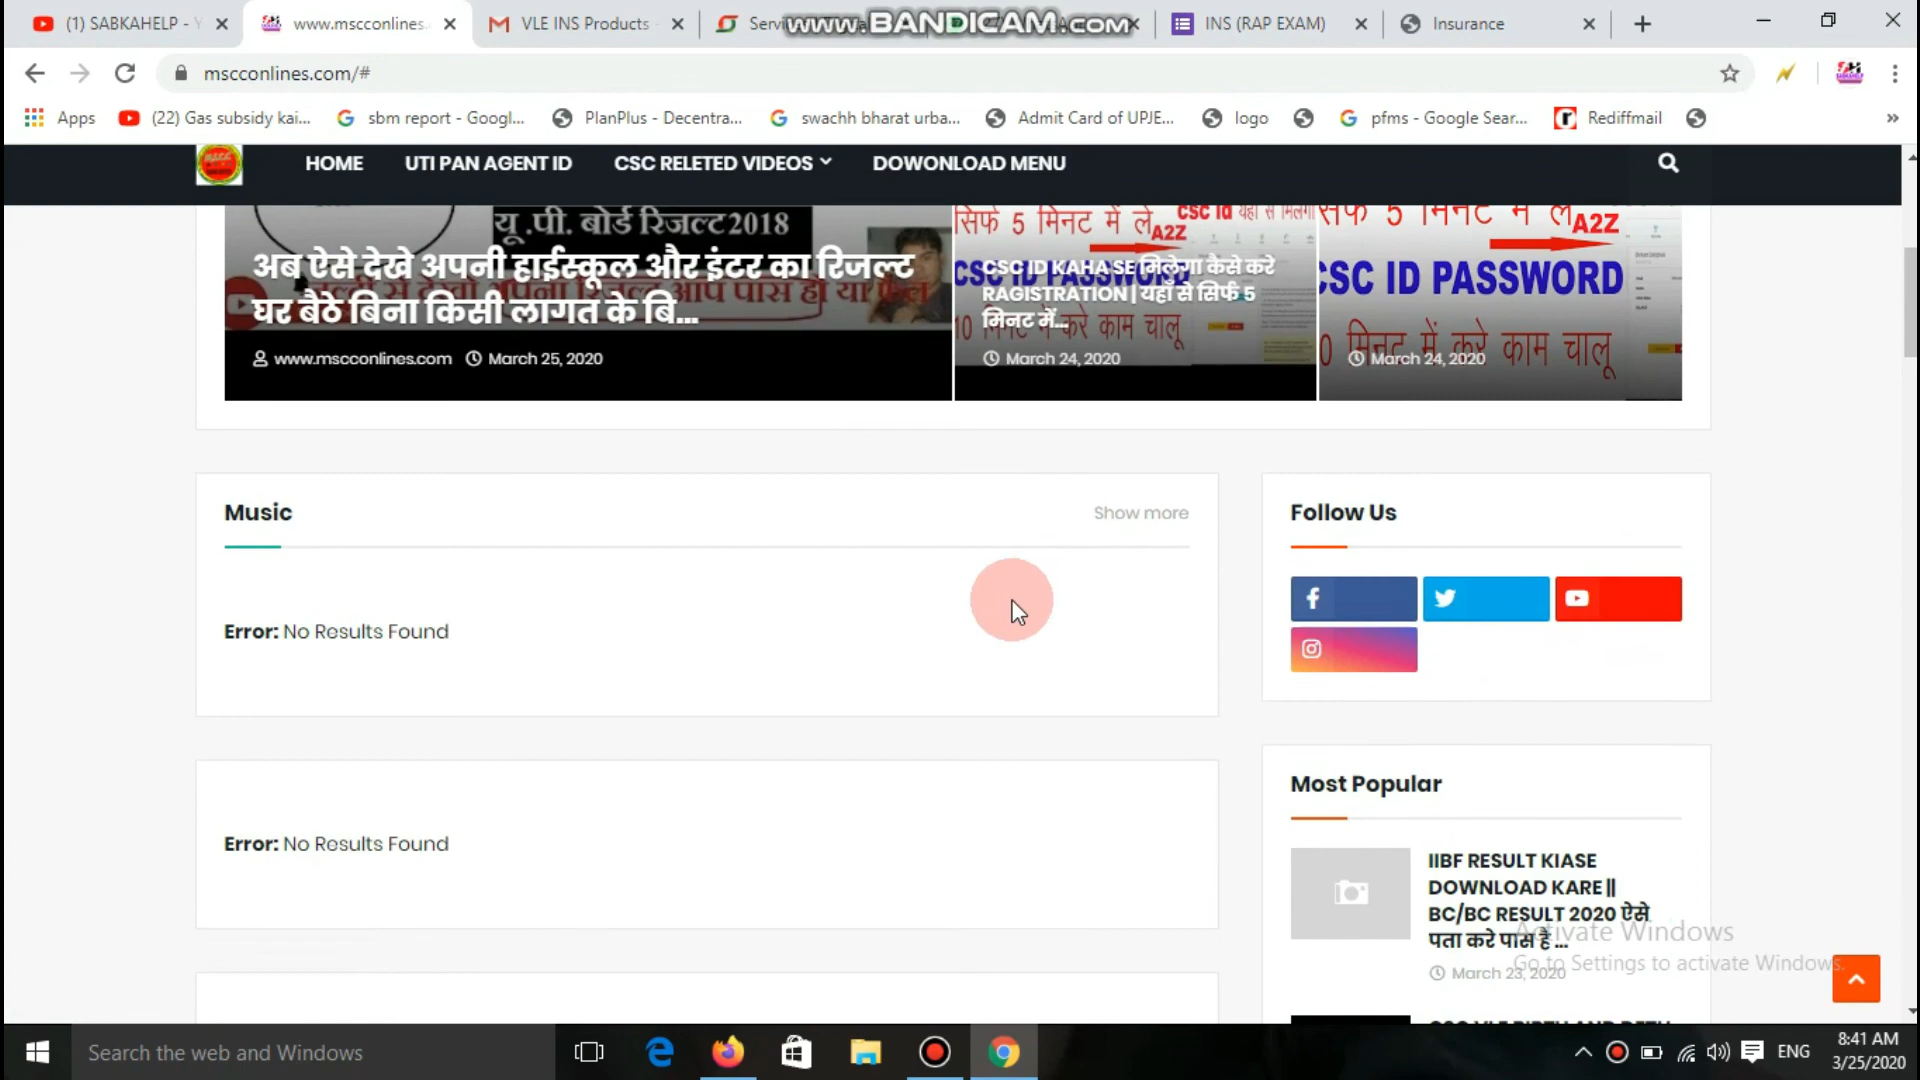 (1) SABKAHELP - Y
www.mscconlines.
VLE INS Products
www.BANDICAM.com
INS (RAP EXAM)
Insurance
mscconlines.com/#
Apps
(22) Gas subsidy kai...
sbm report - Googl...
PlanPlus - Decentra...
swachh bharat urba...
Admit Card of UPJE...
logo
pfms - Google Sear...
Rediffmail
HOME
UTI PAN AGENT ID
CSC RELETED VIDEOS
DOWONLOAD MENU
यू.पी. बोर्ड रिजल्ट2018
अब ऐसे देखे अपनी हाईस्कूल और इंटर का रिजल्ट
घर बैठे बिना किसी लागत के बि...
www.mscconlines.com
March 25, 2020
सिर्फ 5 मिनट में ले
A2Z
CSC ID KAHA SE मिलेगा कैसे करे
RAGISTRATION | यहाँ से सिर्फ 5
मिनट में...
10 मिनट में करे काम चालू
March 24, 2020
A2Z
CSC ID PASSWORD
मिनट में करे काम चालू
March 24, 2020
Music
Show more
Error: No Results Found
Error: No Results Found
Follow Us
Most Popular
IIBF RESULT KIASE
DOWNLOAD KARE ||
BC/BC RESULT 2020 ऐसे
पता करे पास है ...
March 23, 2020
Activate Windows
Go to Settings to activate Windows.
Search the web and Windows
ENG
8:41 AM
3/25/2020